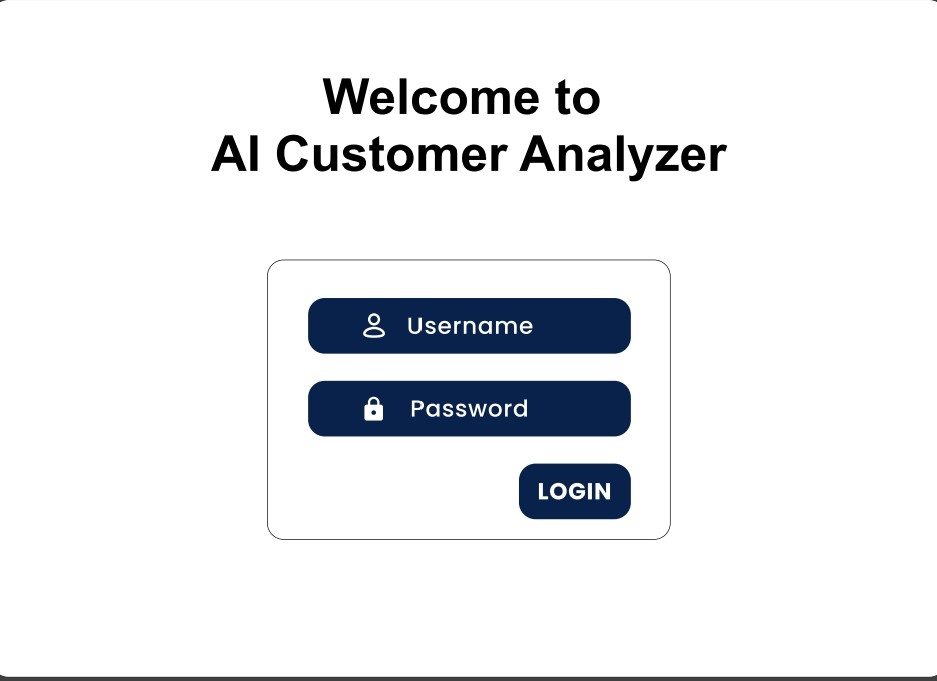 Welcome to
AI Customer Analyzer
Username
Password
LOGIN